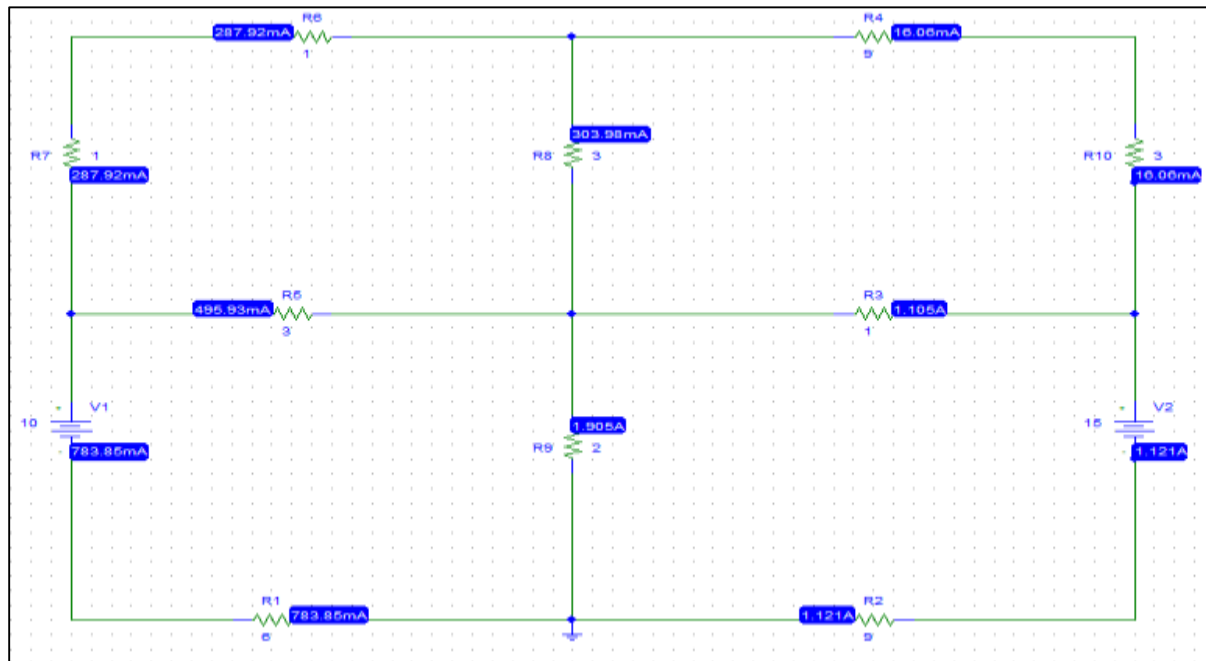 R6
R4
287.92mA
16.06mA
1
9
303.98mA
R7
1
R8
3
R10
3
287.92mA
16.06mA
R5
R3
495.93mA
1.105A
3
1
V1
V2
10
1.905A
15
R9
2
783.85mA
1.121A
R1
R2
783.85mA
1.121A
6
9